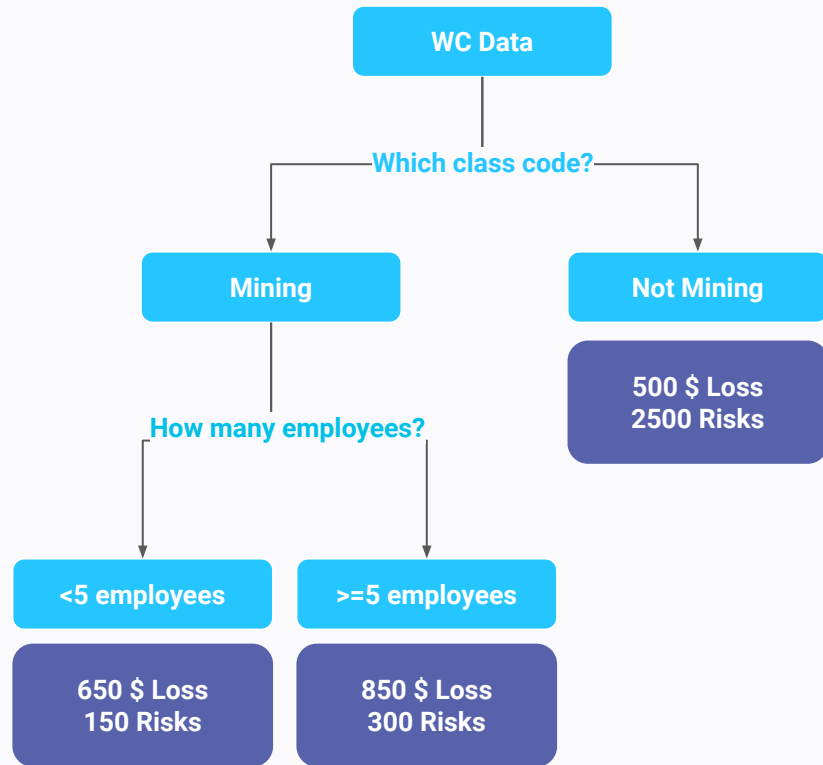 WC Data
Which class code?
Mining
Not Mining
500 $ Loss
2500 Risks
How many employees?
<5 employees
>=5 employees
650 $ Loss
150 Risks
850 $ Loss
300 Risks